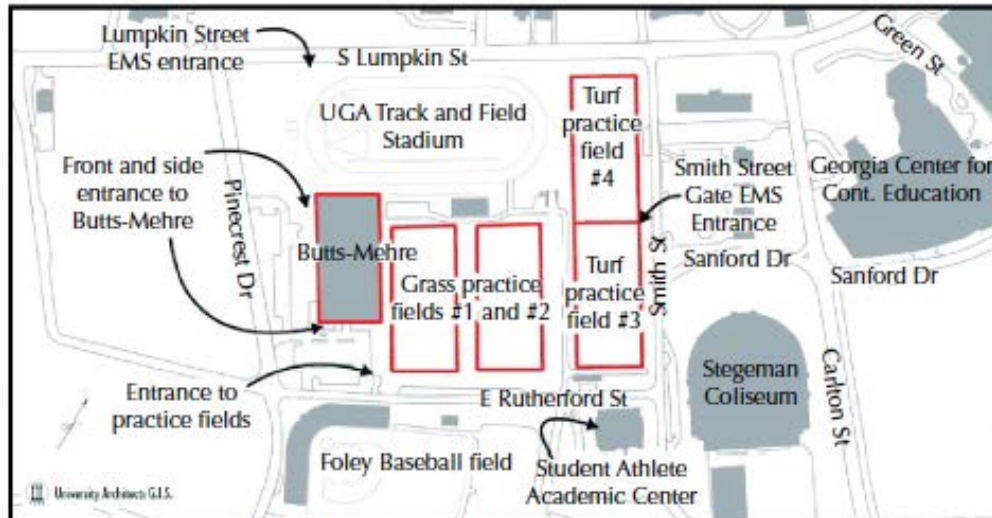 Lumpkin Street
EMS entrance
S Lumpkin St
Green St
UGA Track and Field
Stadium
Turf
practice
field
#4
Front and side
entrance to
Butts-Mehre
Pinecrest Dr
Smith Street
Gate EMS
Entrance
Georgia Center for
Cont. Education
Butts-Mehre
Grass practice
fields #1 and #2
Turf
practice
field #3
Smith St
Sanford Dr
Sanford Dr
Entrance to
practice fields
E Rutherford St
Stegeman
Coliseum
Carlton St
Foley Baseball field
Student Athlete
Academic Center
University Architects G.I.S.